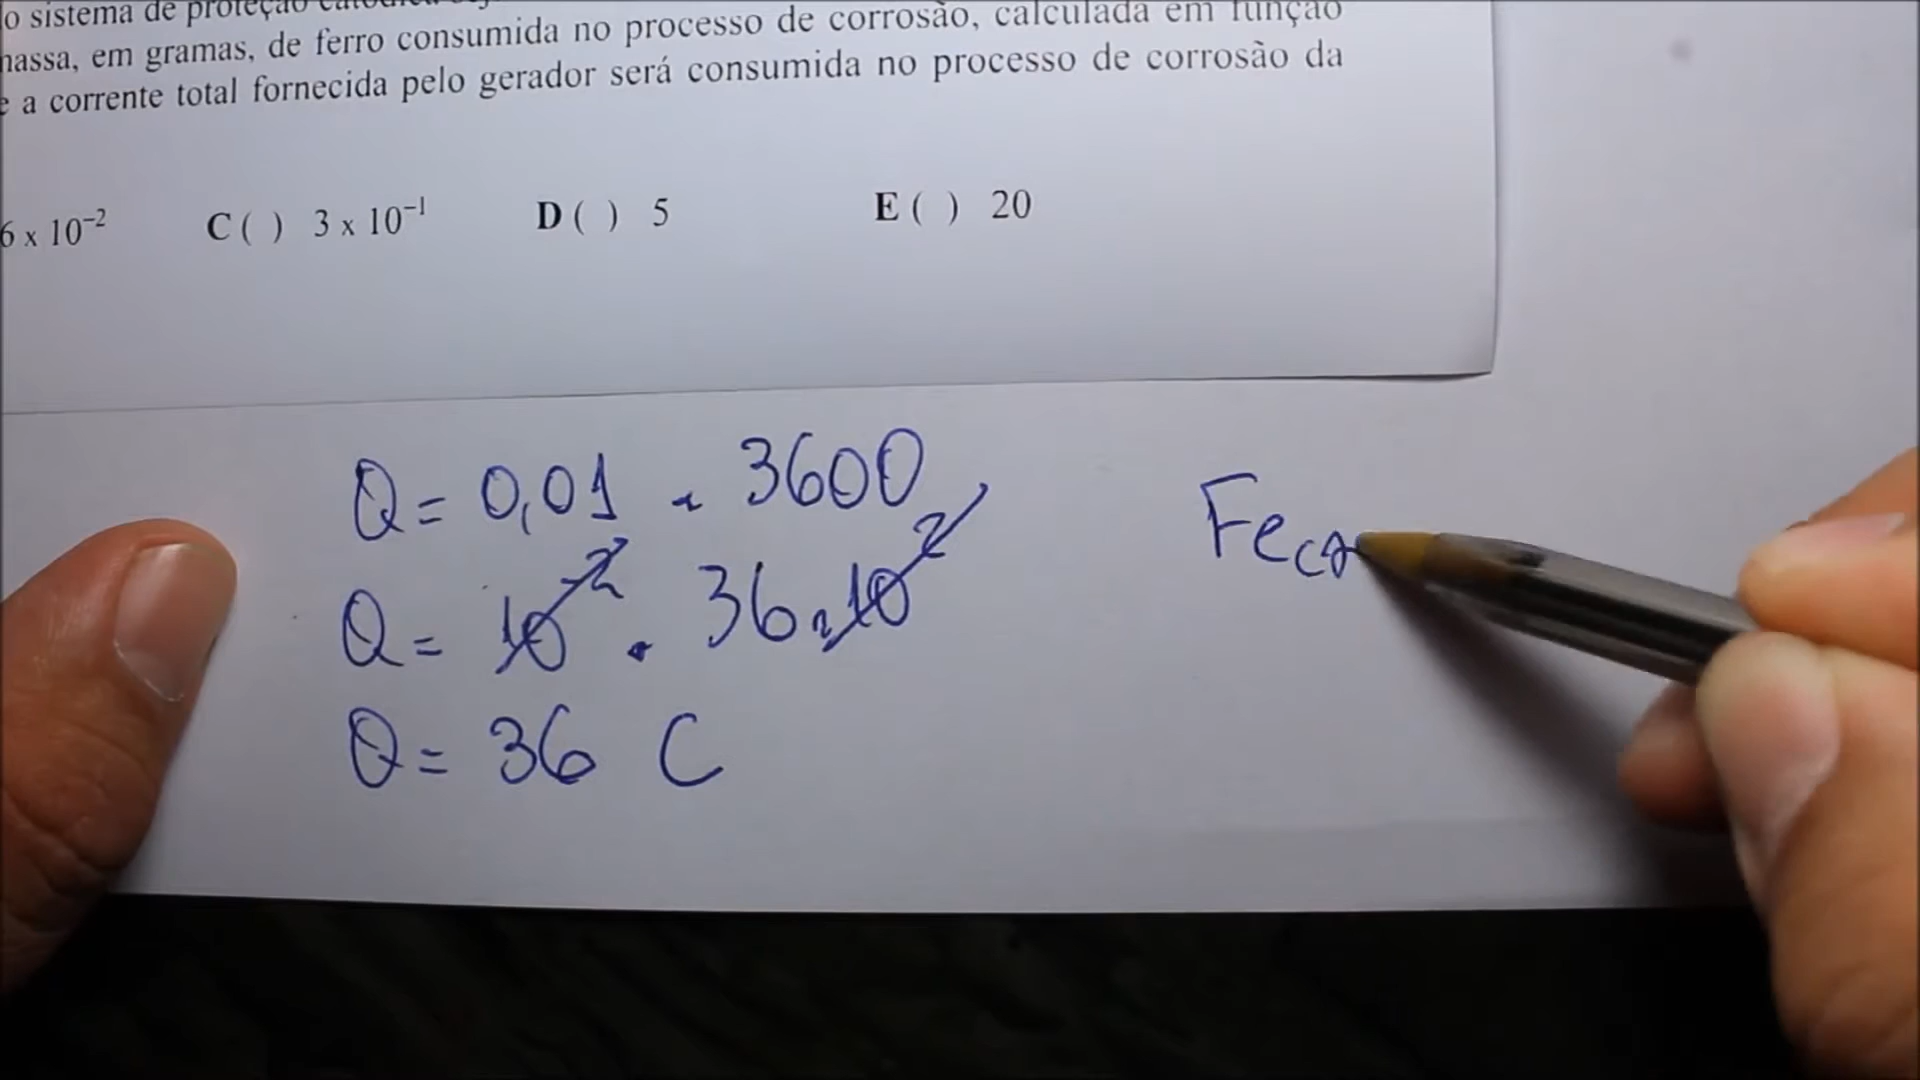 o sistema de proteção catódica
massa, em gramas, de ferro consumida no processo de corrosão, calculada em função
e a corrente total fornecida pelo gerador será consumida no processo de corrosão da
6 x 10⁻² C ( ) 3 x 10⁻¹ D ( ) 5 E ( ) 20
Q = 0,01 . 3600
Q = 10⁻² . 36.10²
Q = 36 C
Fe(s)